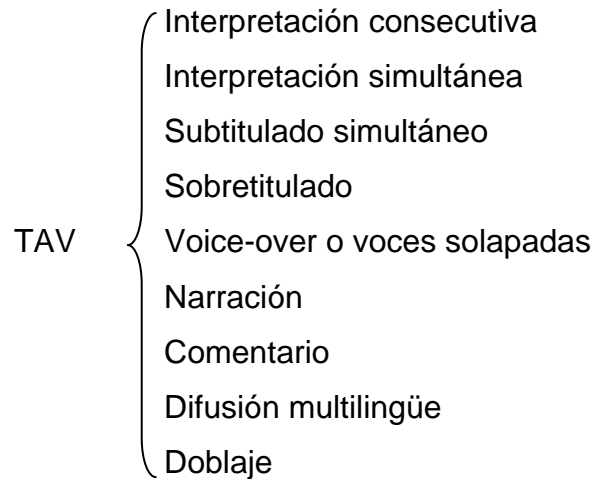 Interpretación consecutiva
Interpretación simultánea
Subtitulado simultáneo
Sobretitulado
TAV
Voice-over o voces solapadas
Narración
Comentario
Difusión multilingüe
Doblaje